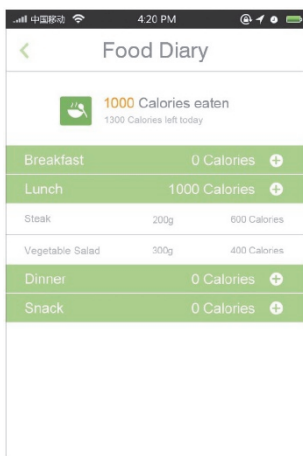 中国移动 4:20 PM
Food Diary
1000 Calories eaten
1300 Calories left today
Breakfast 0 Calories
Lunch 1000 Calories
Steak 200g 600 Calories
Vegetable Salad 300g 400 Calories
Dinner 0 Calories
Snack 0 Calories